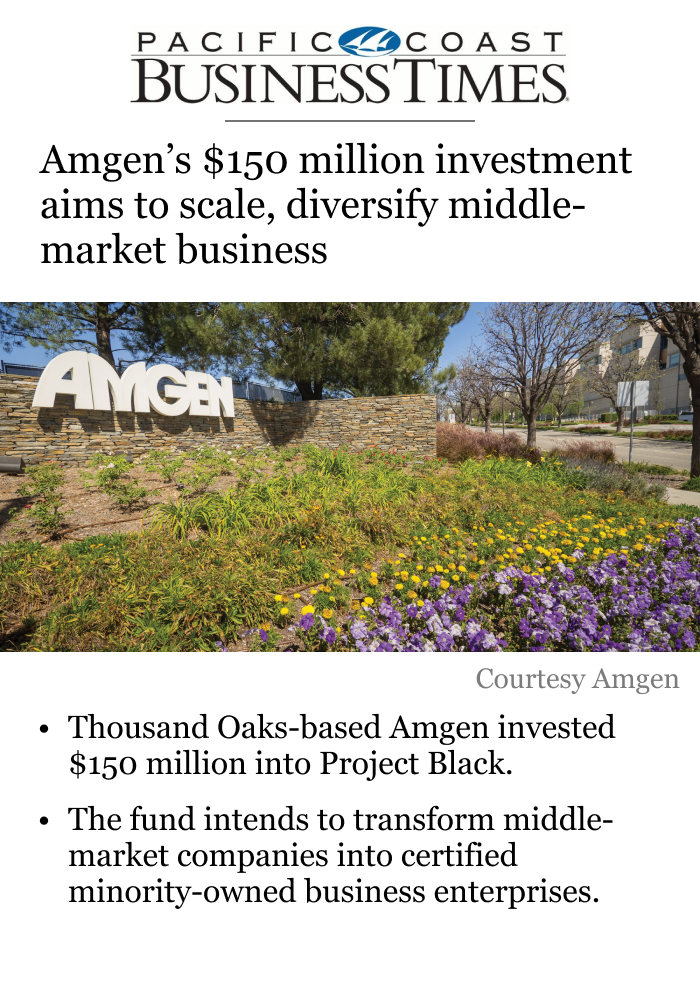 PACIFIC COAST
BUSINESS TIMES
Amgen’s $150 million investment
aims to scale, diversify middle-
market business
AMGEN
Courtesy Amgen
• Thousand Oaks-based Amgen invested
$150 million into Project Black.
• The fund intends to transform middle-
market companies into certified
minority-owned business enterprises.